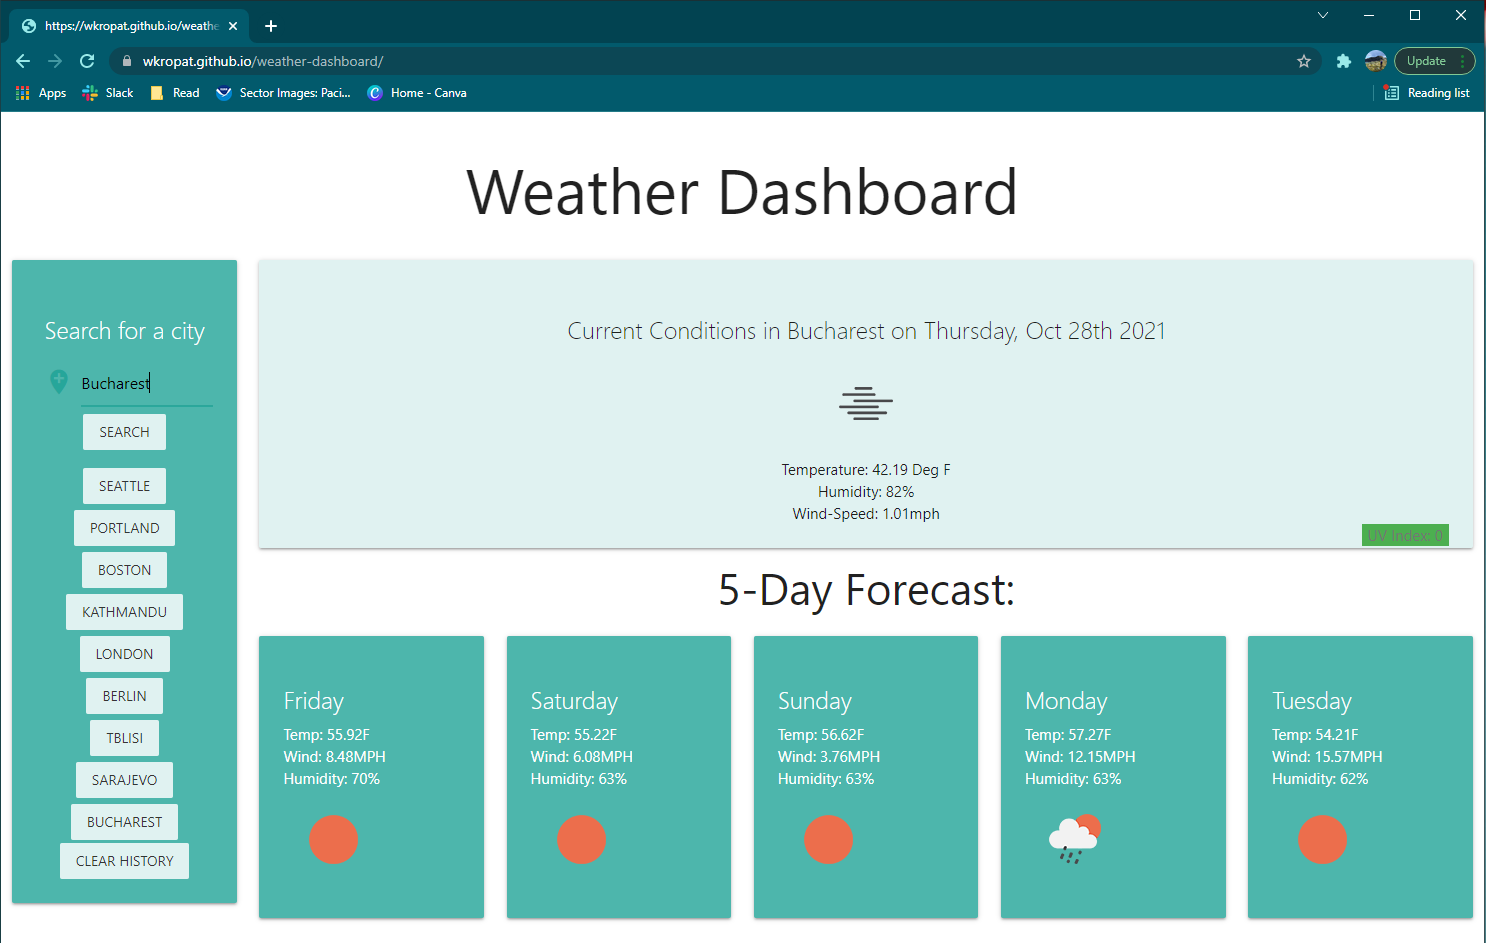 https://wkropat.github.io/weathe
wkropat.github.io/weather-dashboard/
Update
Apps
Slack
Read
Sector Images: Paci...
Home - Canva
Reading list
Weather Dashboard
Search for a city
Bucharest
SEARCH
SEATTLE
PORTLAND
BOSTON
KATHMANDU
LONDON
BERLIN
TBLISI
SARAJEVO
BUCHAREST
CLEAR HISTORY
Current Conditions in Bucharest on Thursday, Oct 28th 2021
Temperature: 42.19 Deg F
Humidity: 82%
Wind-Speed: 1.01mph
UV Index: 0
5-Day Forecast:
Friday
Temp: 55.92F
Wind: 8.48MPH
Humidity: 70%
Saturday
Temp: 55.22F
Wind: 6.08MPH
Humidity: 63%
Sunday
Temp: 56.62F
Wind: 3.76MPH
Humidity: 63%
Monday
Temp: 57.27F
Wind: 12.15MPH
Humidity: 63%
Tuesday
Temp: 54.21F
Wind: 15.57MPH
Humidity: 62%